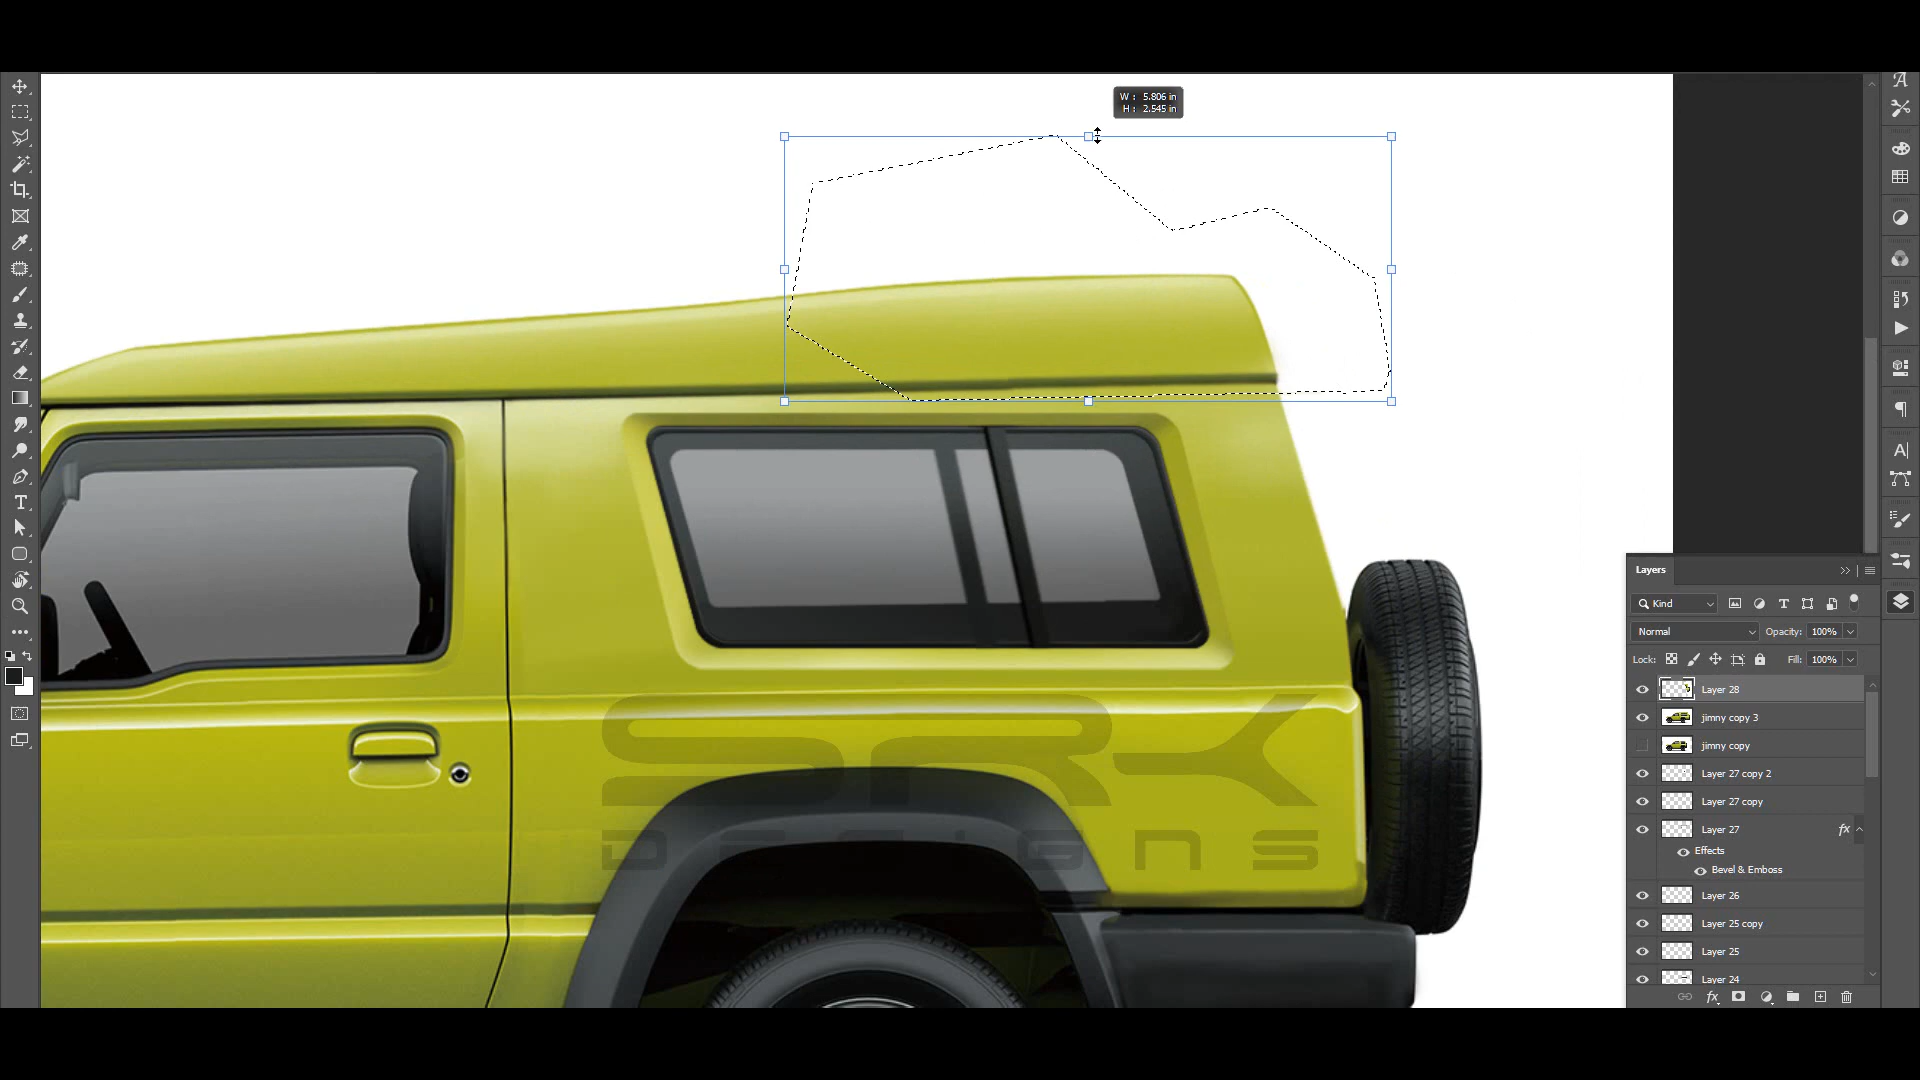 W : 5.806 in
H : 2.545 in
Layers
Kind
Normal
Opacity: 100%
Lock:
Fill: 100%
Layer 28
jimny copy 3
jimny copy
Layer 27 copy 2
Layer 27 copy
Layer 27
fx
Effects
Bevel & Emboss
Layer 26
Layer 25 copy
Layer 25
Layer 24
fx
SRK
DESIGNS